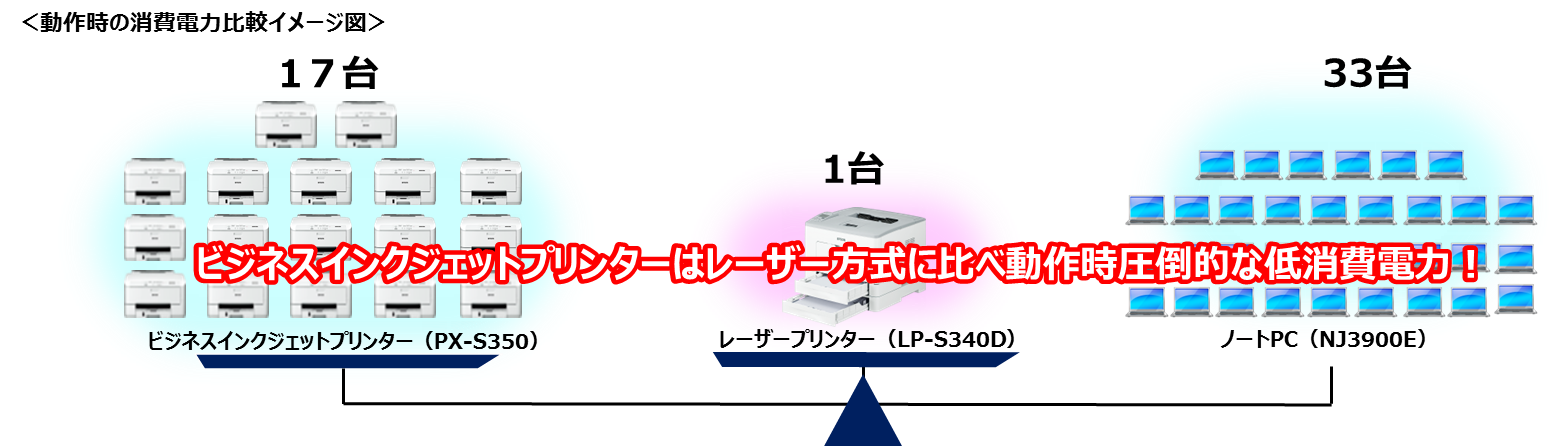 ＜動作時の消費電力比較イメージ図＞
１７台
1台
33台
ビジネスインクジェットプリンターはレーザー方式に比べ動作時圧倒的な低消費電力！
ビジネスインクジェットプリンター（PX-S350）
レーザープリンター（LP-S340D）
ノートPC（NJ3900E）